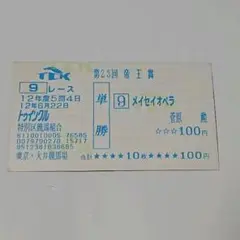 TCK
第23回 帝王賞
9 レース
12年度5回4日
12年6月22日
トゥインクル
特別区競馬組合
東京・大井競馬場
単勝
9 メイセイオペラ
菅原 勲
☆☆☆100円
合計 ★★★★10枚★★★★100円